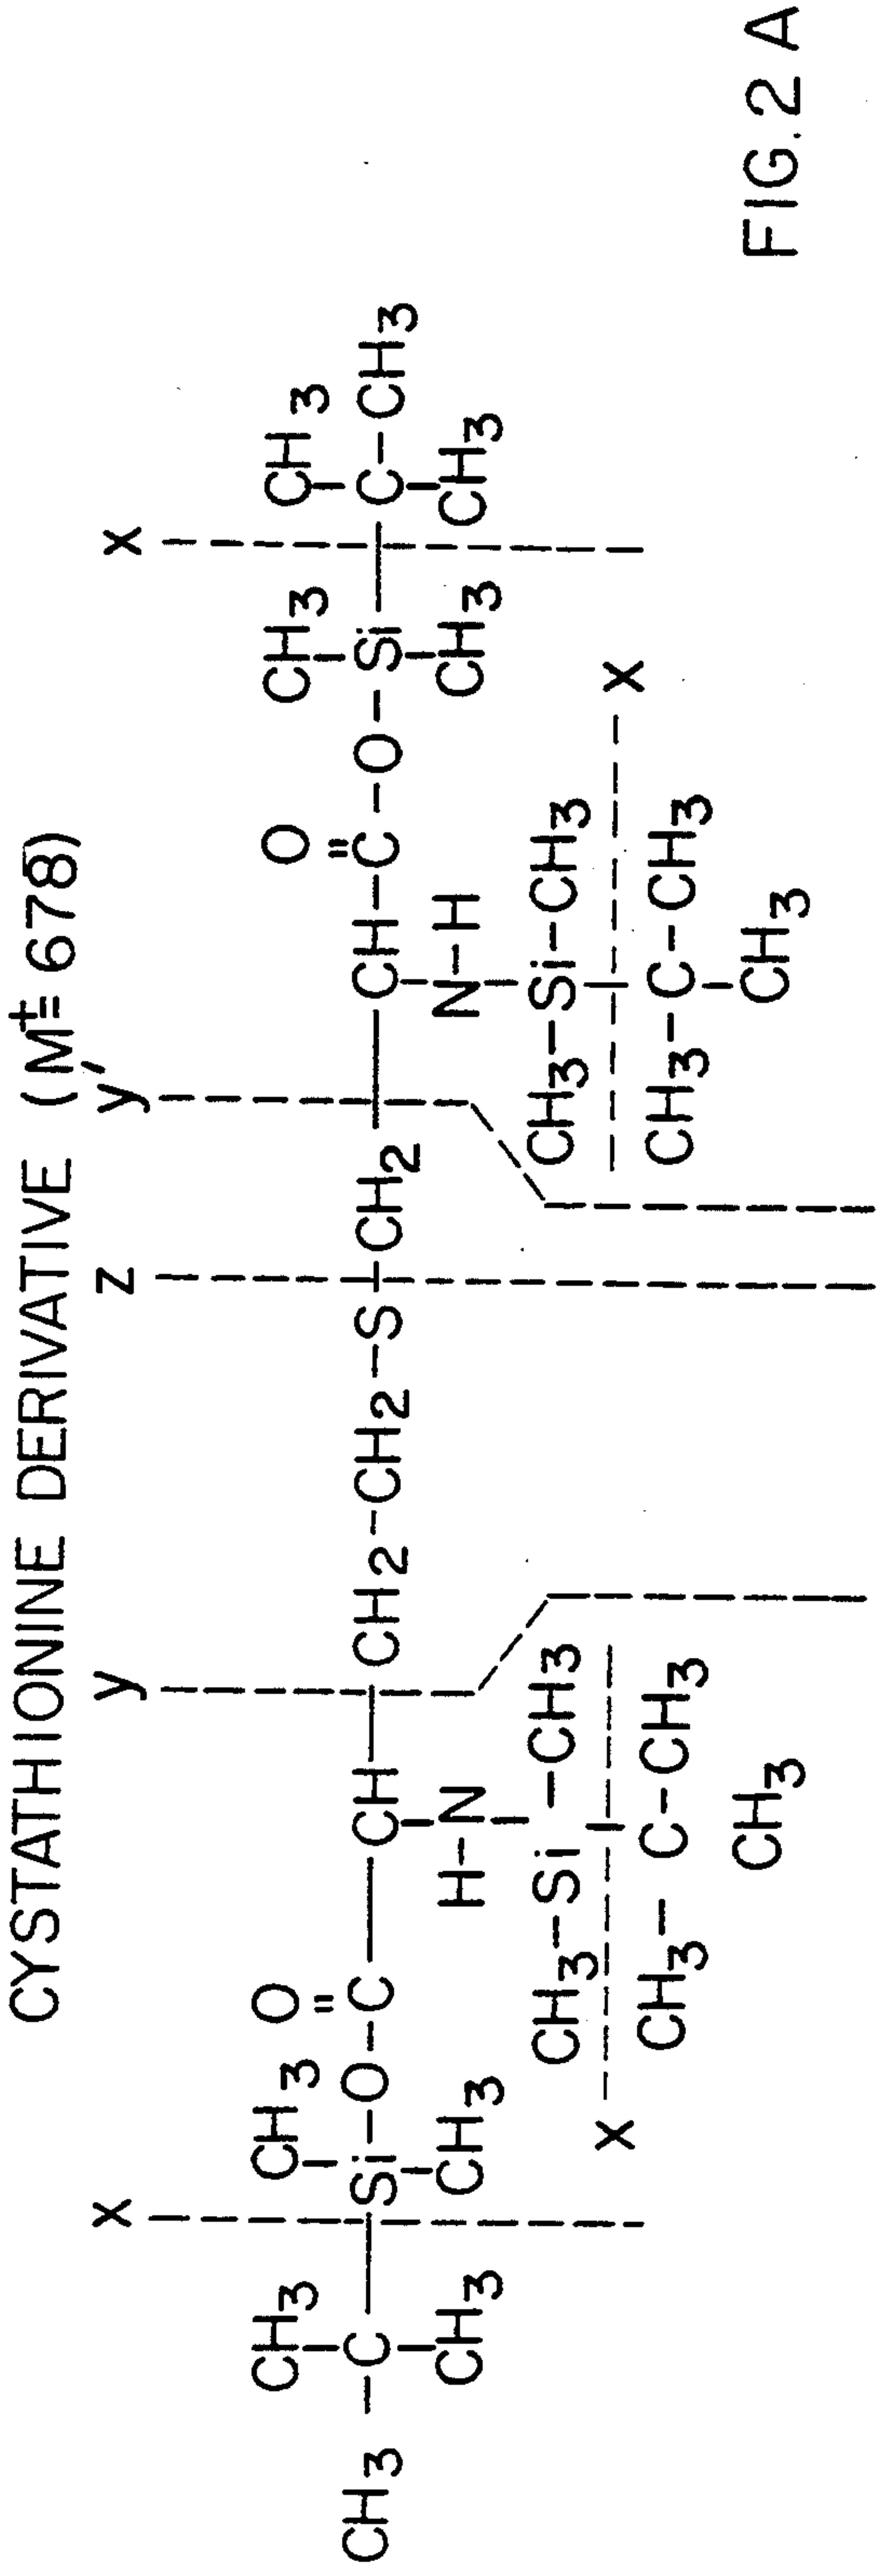 CYSTATHIONINE DERIVATIVE (M+= 678)
x y z y' x
CH3 O O CH3 CH3
CH3 CH3
CH3 - C - Si - O - C - CH - CH2 - CH2 - S - CH2 - CH - C - O - Si - C - CH3
CH3 CH3 H - N N - H CH3 CH3
CH3 - Si - CH3 CH3 - Si - CH3
x x
CH3 - C - CH3 CH3 - C - CH3
CH3 CH3
FIG. 2 A